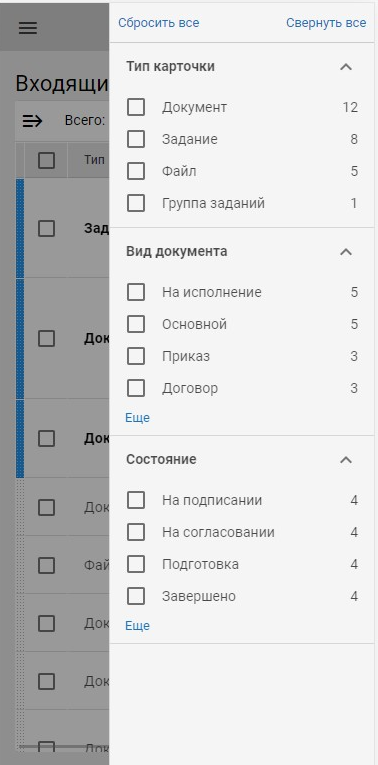 Сбросить все
Свернуть все
Входящи
Всего:
Тип
Зад
Док
Док
Док
Фай
Док
Док
Док
Тип карточки
Документ 12
Задание 8
Файл 5
Группа заданий 1
Вид документа
На исполнение 5
Основной 5
Приказ 3
Договор 3
Еще
Состояние
На подписании 4
На согласовании 4
Подготовка 4
Завершено 4
Еще